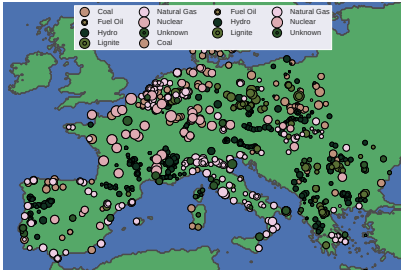 Coal Natural Gas Fuel Oil Natural Gas
Fuel Oil Nuclear Hydro Nuclear
Hydro Unknown Lignite Unknown
Lignite Coal